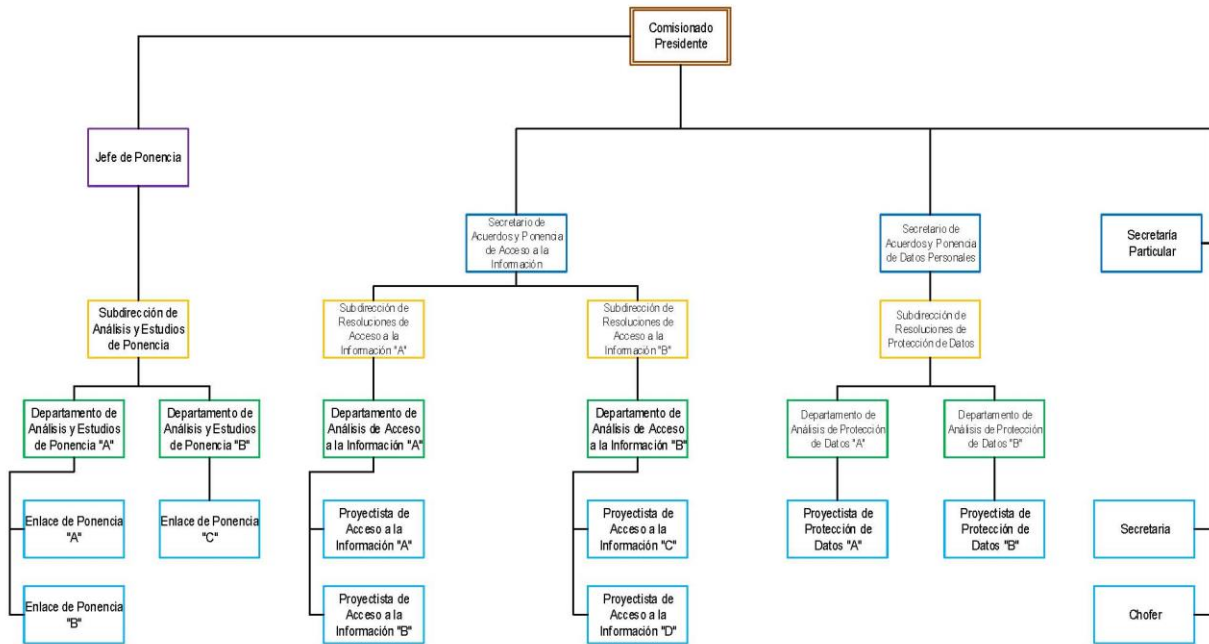 Comisionado
Presidente
Jefe de Ponencia
Secretario de
Acuerdos y Ponencia
de Acceso a la
Información
Secretario de
Acuerdos y Ponencia
de Datos Personales
Secretaría
Particular
Subdirección de
Análisis y Estudios
de Ponencia
Subdirección de
Resoluciones de
Acceso a la
Información "A"
Subdirección de
Resoluciones de
Acceso a la
Información "B"
Subdirección de
Resoluciones de
Protección de Datos
Departamento de
Análisis y Estudios
de Ponencia "A"
Departamento de
Análisis y Estudios
de Ponencia "B"
Departamento de
Análisis de Acceso
a la Información "A"
Departamento de
Análisis de Acceso
a la Información "B"
Departamento de
Análisis de Protección
de Datos "A"
Departamento de
Análisis de Protección
de Datos "B"
Enlace de Ponencia
"A"
Enlace de Ponencia
"C"
Proyectista de
Acceso a la
Información "A"
Proyectista de
Acceso a la
Información "C"
Proyectista de
Protección de
Datos "A"
Proyectista de
Protección de
Datos "B"
Secretaria
Enlace de Ponencia
"B"
Proyectista de
Acceso a la
Información "B"
Proyectista de
Acceso a la
Información "D"
Chofer